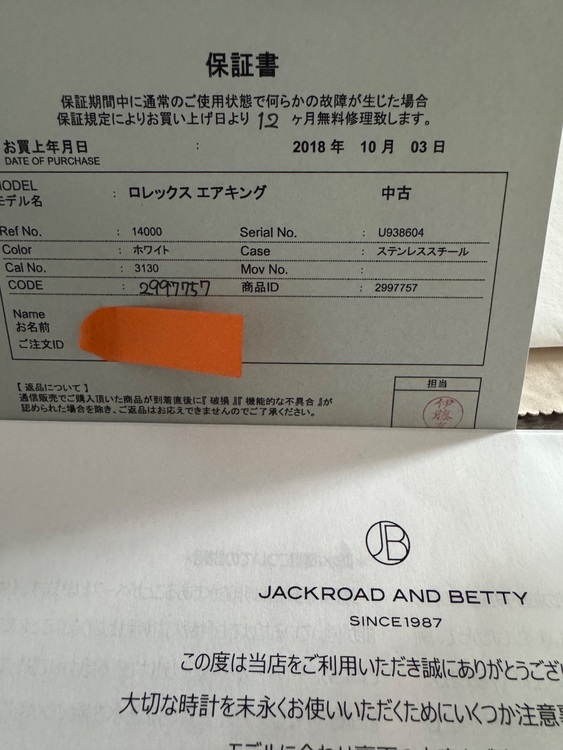 保証書
保証期間中に通常のご使用状態で何らかの故障が生じた場合
保証規定によりお買い上げ日より 12 ヶ月無料修理致します。
お買上年月日 : 2018 年 10 月 03 日
DATE OF PURCHASE
MODEL
モデル名 : ロレックス エアキング 中古
Ref No. : 14000 Serial No. : U938604
Color : ホワイト Case : ステンレススチール
Cal No. : 3130 Mov No. :
CODE : 2997757 商品ID : 2997757
Name
お名前
ご注文ID
【 返品について 】
通信販売でご購入頂いた商品が到着直後に『 破損 』『 機能的な不具合 』が
認められた場合を除き、ご返品はお応えできませんのでご了承ください。
担当
伊藤
JB
JACKROAD AND BETTY
SINCE1987
この度は当店をご利用いただき誠にありがとうござい
大切な時計を末永くお使いいただくためにいくつか注意事